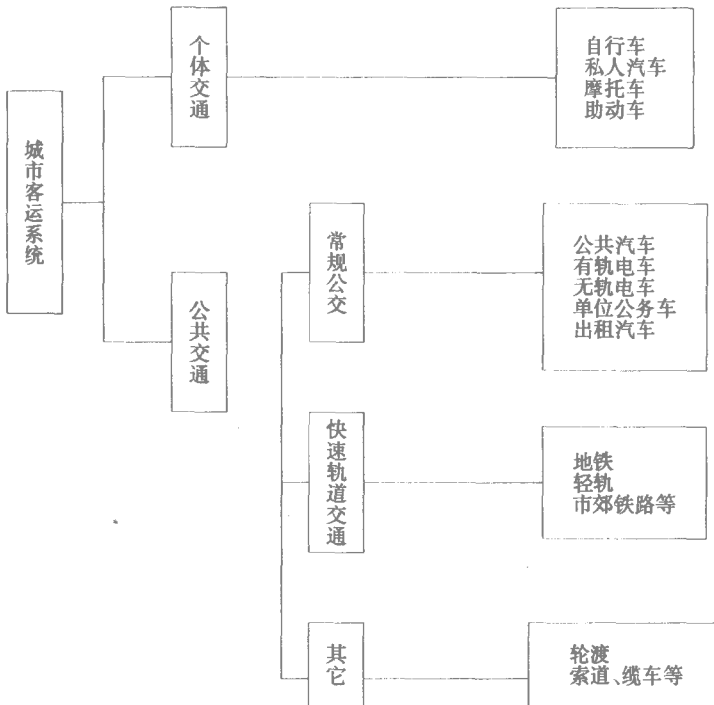 城市客运系统
个体交通
自行车
私人汽车
摩托车
助动车
公共交通
常规公交
公共汽车
有轨电车
无轨电车
单位公务车
出租汽车
快速轨道交通
地铁
轻轨
市郊铁路等
其它
轮渡
索道、缆车等